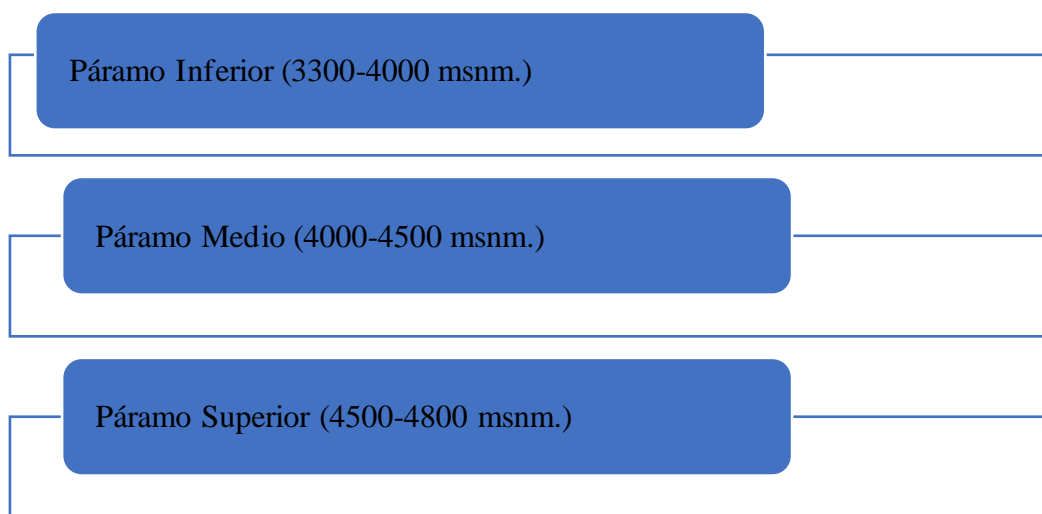 Páramo Inferior (3300-4000 msnm.)
Páramo Medio (4000-4500 msnm.)
Páramo Superior (4500-4800 msnm.)